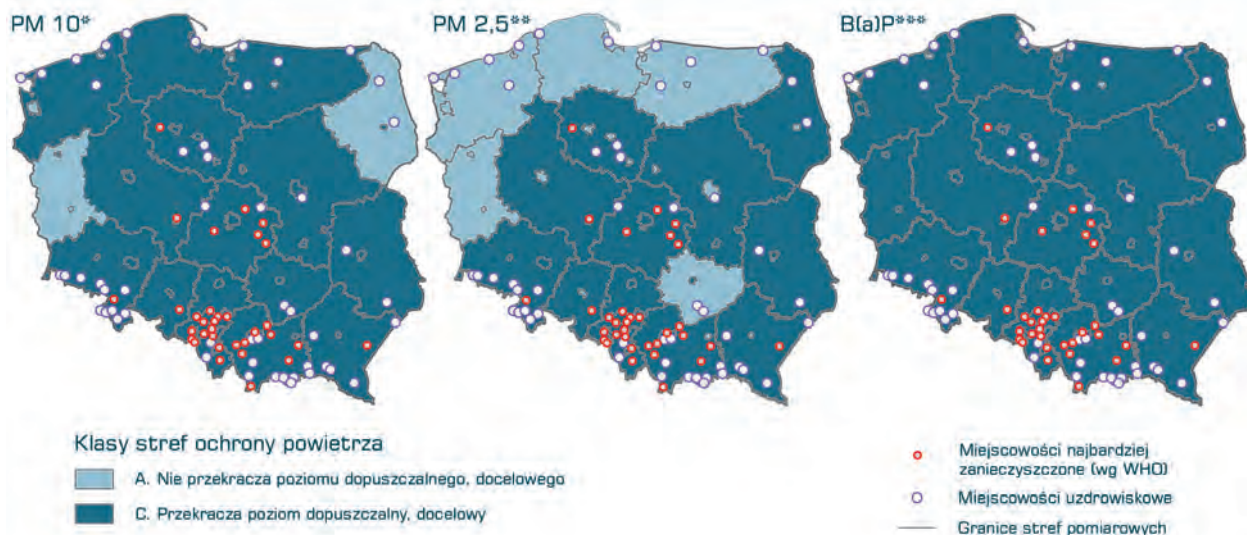 PM 10*
PM 2,5**
B(a)P***
Klasy stref ochrony powietrza
A. Nie przekracza poziomu dopuszczalnego, docelowego
C. Przekracza poziom dopuszczalny, docelowy
Miejscowości najbardziej
zanieczyszczone (wg WHO)
Miejscowości uzdrowiskowe
Granice stref pomiarowych